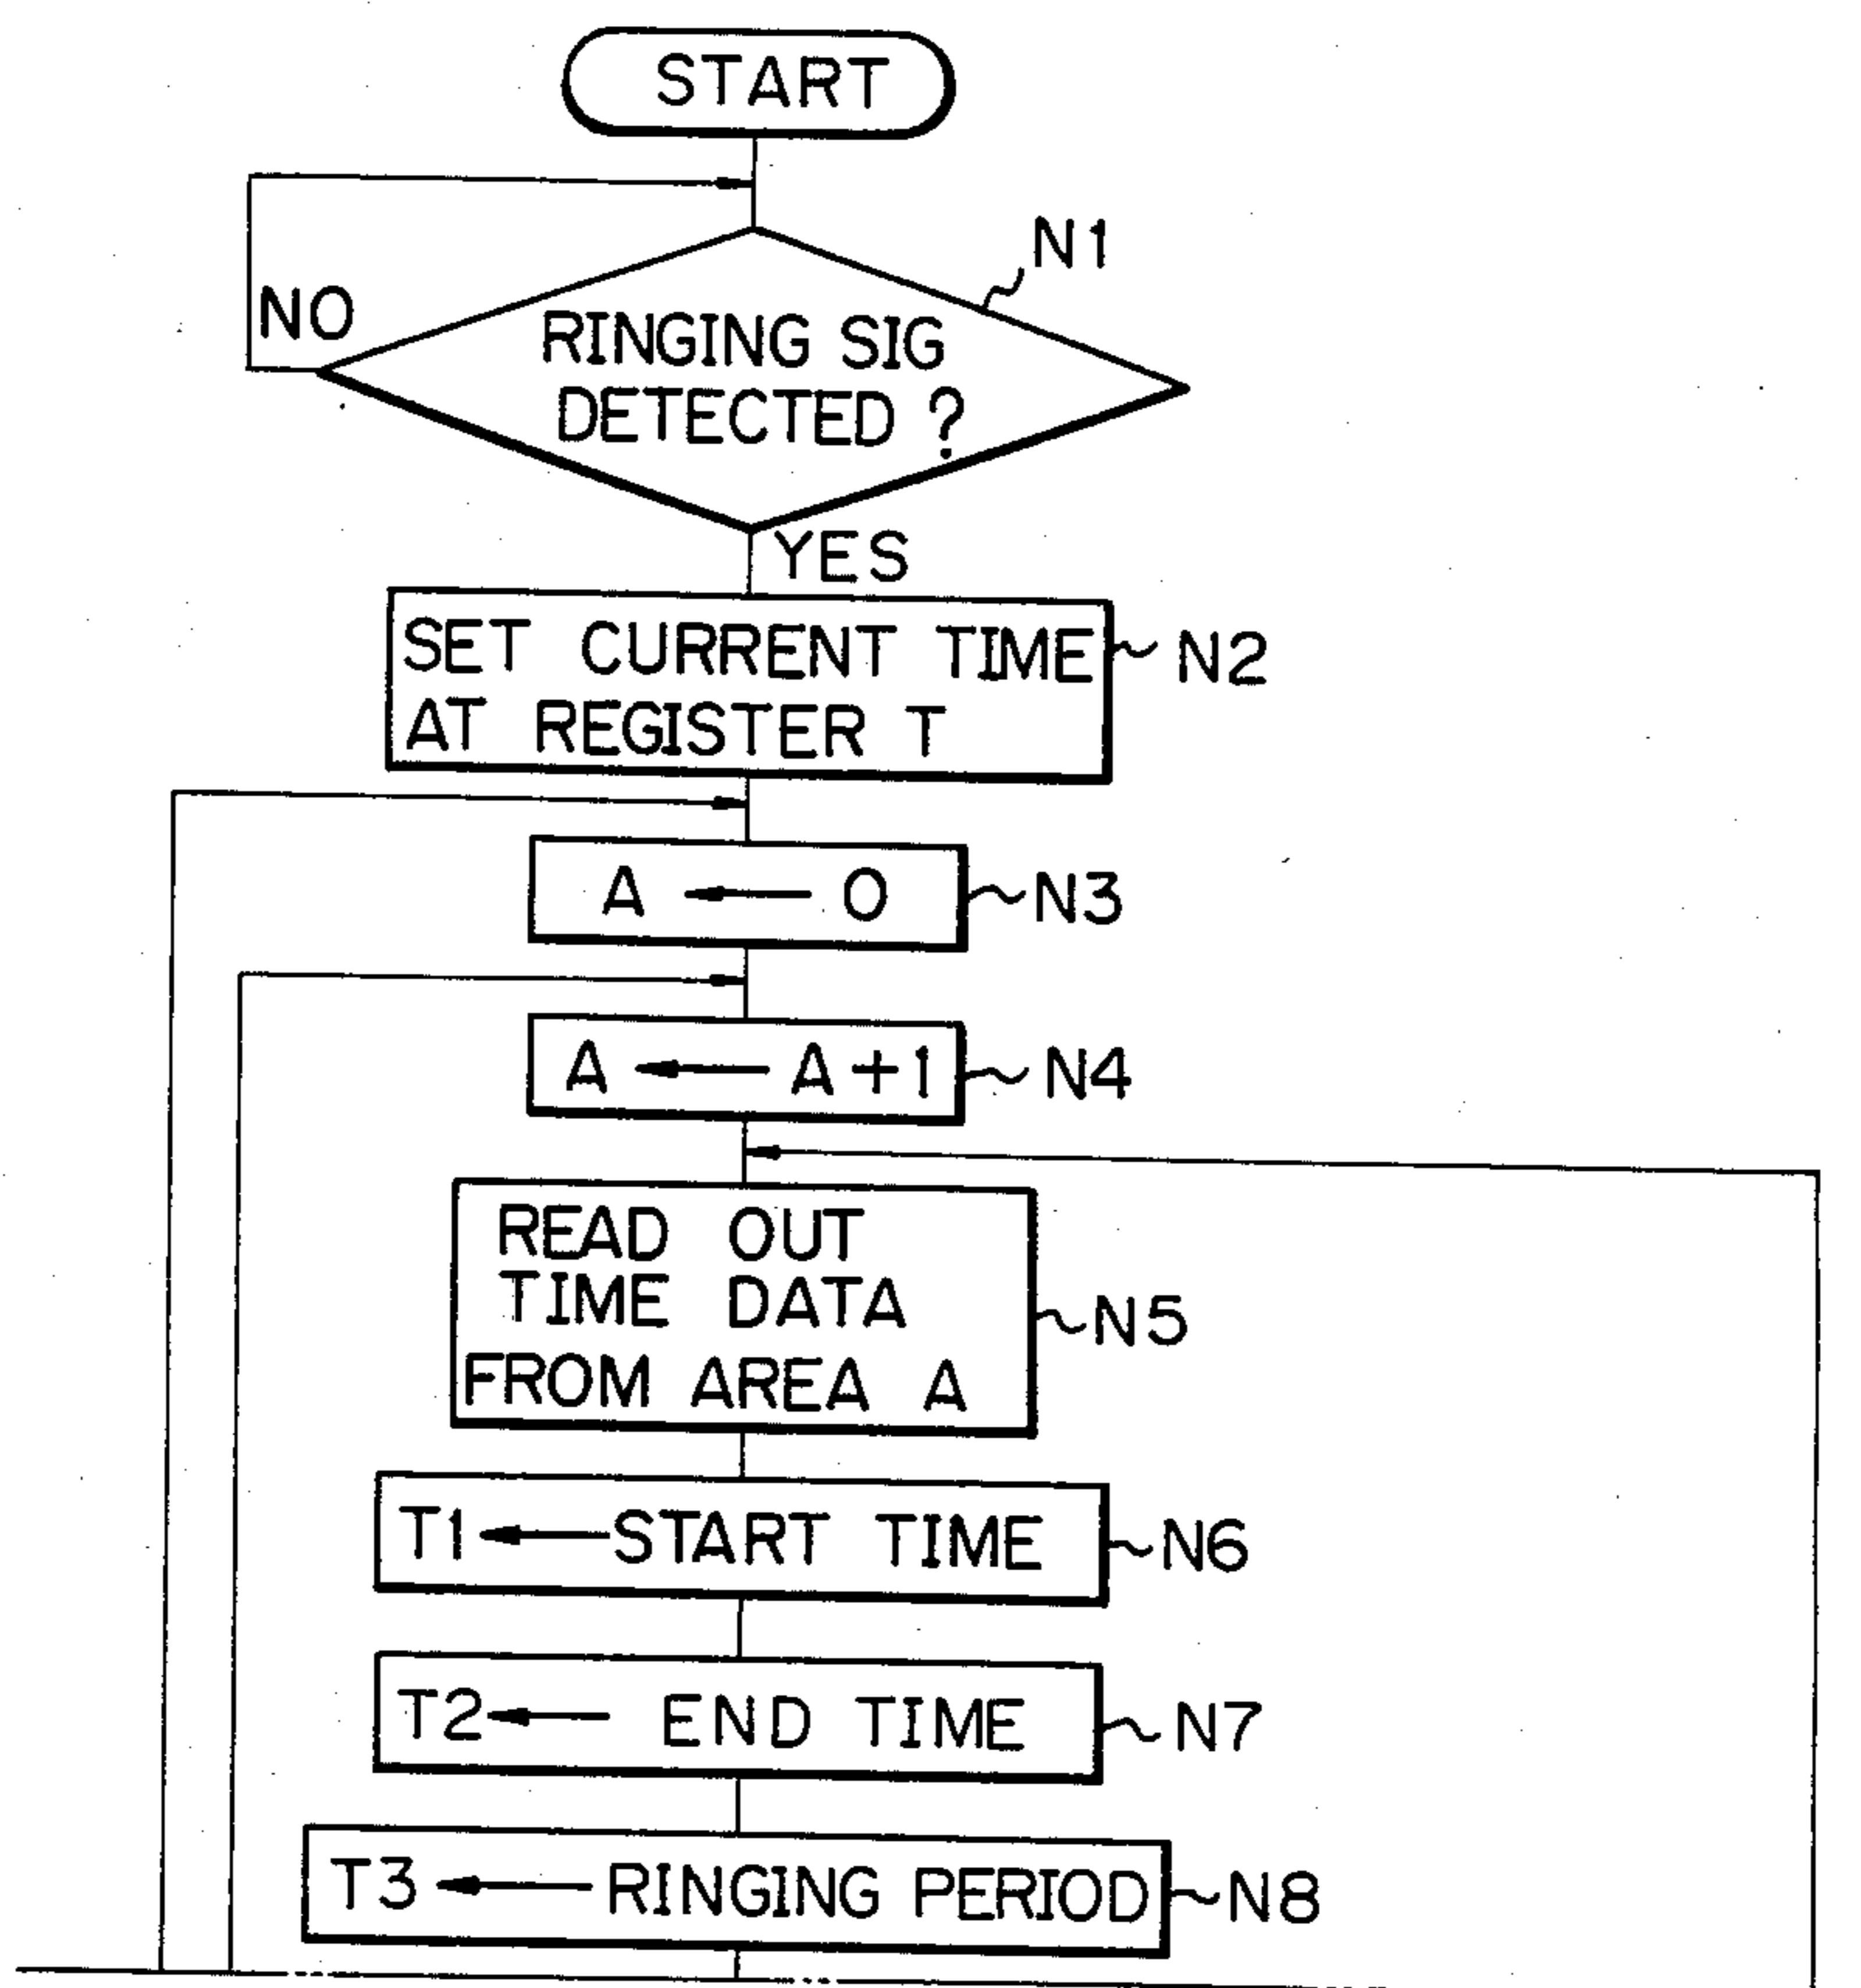 START
N1
NO
RINGING SIG
DETECTED ?
YES
SET CURRENT TIME
AT REGISTER T
N2
A ← 0
N3
A ← A+1
N4
READ OUT
TIME DATA
FROM AREA A
N5
T1 ← START TIME
N6
T2 ← END TIME
N7
T3 ← RINGING PERIOD
N8